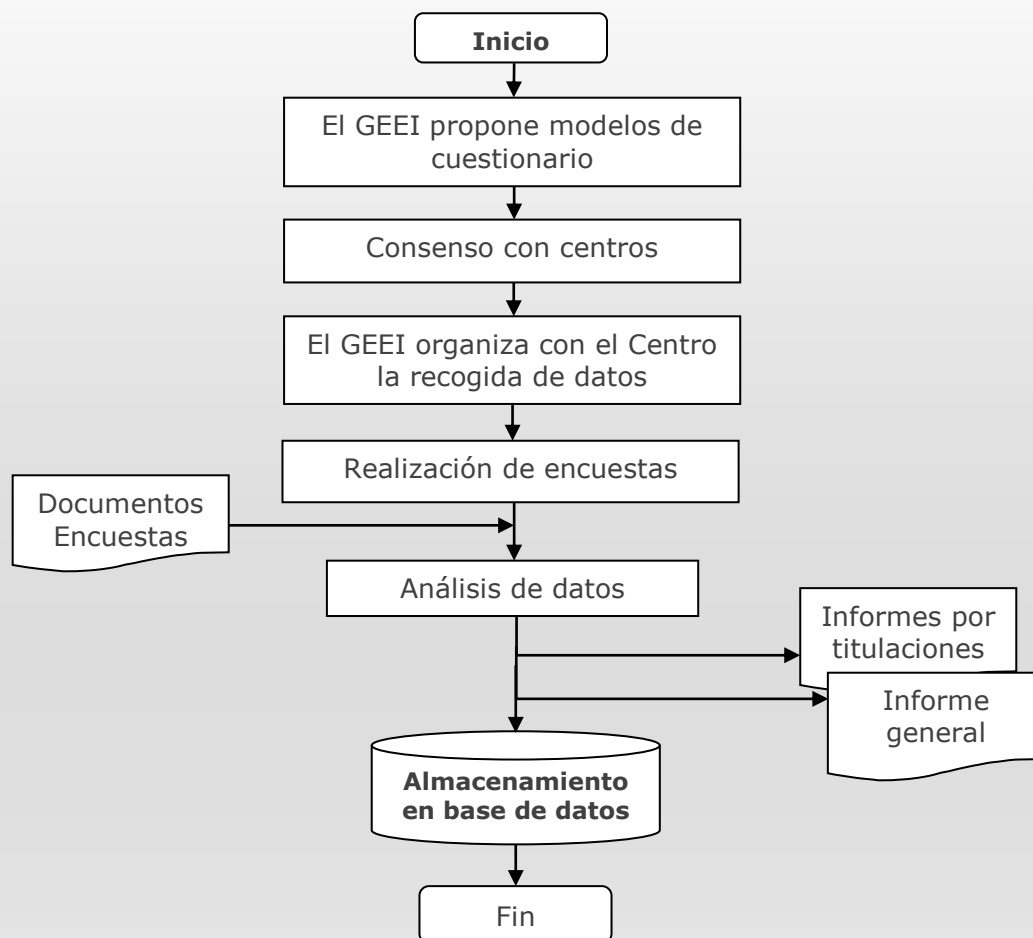 Inicio
El GEEI propone modelos de
cuestionario
Consenso con centros
El GEEI organiza con el Centro
la recogida de datos
Realización de encuestas
Documentos
Encuestas
Análisis de datos
Informes por
titulaciones
Informe
general
Almacenamiento
en base de datos
Fin